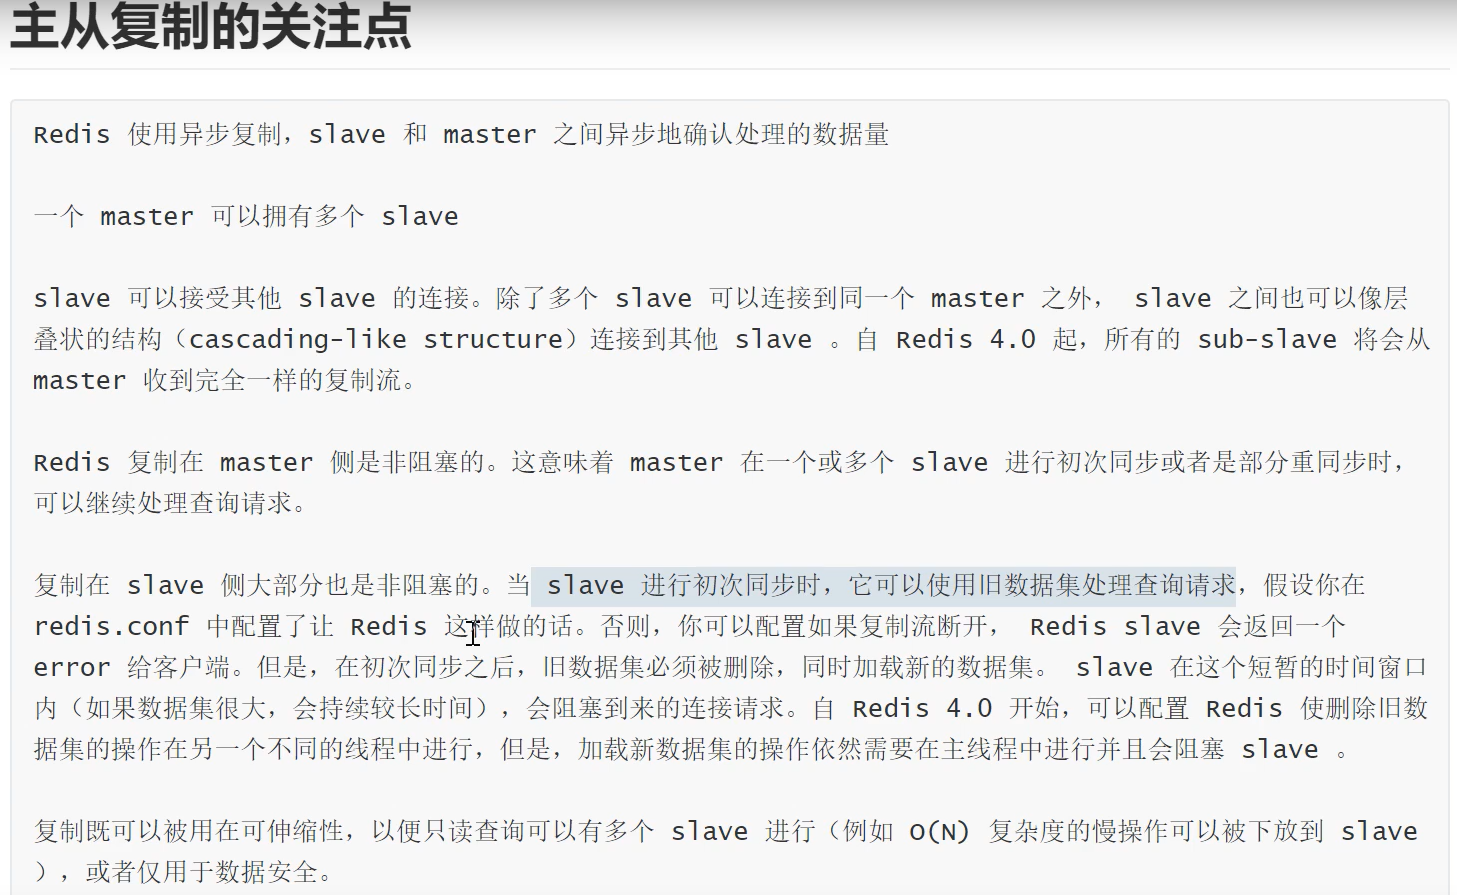 主从复制的关注点
Redis 使用异步复制，slave 和 master 之间异步地确认处理的数据量
一个 master 可以拥有多个 slave
slave 可以接受其他 slave 的连接。除了多个 slave 可以连接到同一个 master 之外， slave 之间也可以像层
叠状的结构（cascading-like structure）连接到其他 slave 。自 Redis 4.0 起，所有的 sub-slave 将会从
master 收到完全一样的复制流。
Redis 复制在 master 侧是非阻塞的。这意味着 master 在一个或多个 slave 进行初次同步或者是部分重同步时，
可以继续处理查询请求。
复制在 slave 侧大部分也是非阻塞的。当 slave 进行初次同步时，它可以使用旧数据集处理查询请求，假设你在
redis.conf 中配置了让 Redis 这样做的话。否则，你可以配置如果复制流断开， Redis slave 会返回一个
error 给客户端。但是，在初次同步之后，旧数据集必须被删除，同时加载新的数据集。 slave 在这个短暂的时间窗口
内（如果数据集很大，会持续较长时间），会阻塞到来的连接请求。自 Redis 4.0 开始，可以配置 Redis 使删除旧数
据集的操作在另一个不同的线程中进行，但是，加载新数据集的操作依然需要在主线程中进行并且会阻塞 slave 。
复制既可以被用在可伸缩性，以便只读查询可以有多个 slave 进行（例如 O(N) 复杂度的慢操作可以被下放到 slave
），或者仅用于数据安全。